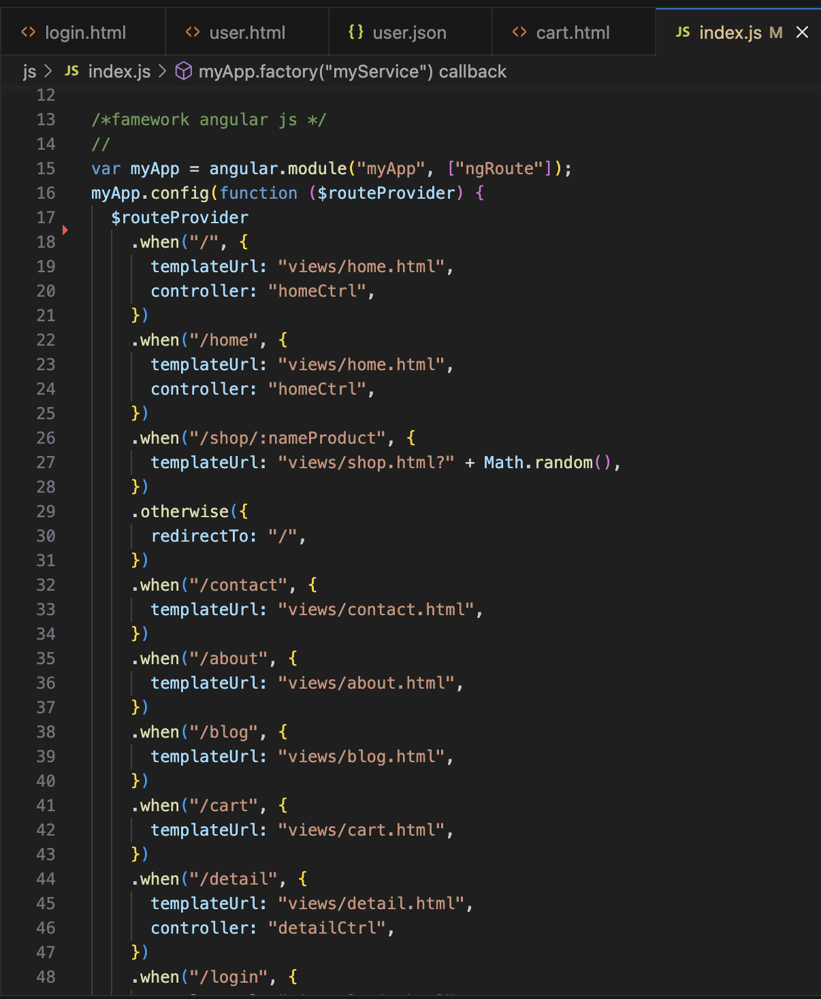 login.html user.html {} user.json cart.html JS index.js M
js > JS index.js > myApp.factory("myService") callback
12
13 /*famework angular js */
14 //
15 var myApp = angular.module("myApp", ["ngRoute"]);
16 myApp.config(function ($routeProvider) {
17 $routeProvider
18 .when("/", {
19 templateUrl: "views/home.html",
20 controller: "homeCtrl",
21 })
22 .when("/home", {
23 templateUrl: "views/home.html",
24 controller: "homeCtrl",
25 })
26 .when("/shop/:nameProduct", {
27 templateUrl: "views/shop.html?" + Math.random(),
28 })
29 .otherwise({
30 redirectTo: "/",
31 })
32 .when("/contact", {
33 templateUrl: "views/contact.html",
34 })
35 .when("/about", {
36 templateUrl: "views/about.html",
37 })
38 .when("/blog", {
39 templateUrl: "views/blog.html",
40 })
41 .when("/cart", {
42 templateUrl: "views/cart.html",
43 })
44 .when("/detail", {
45 templateUrl: "views/detail.html",
46 controller: "detailCtrl",
47 })
48 .when("/login", {